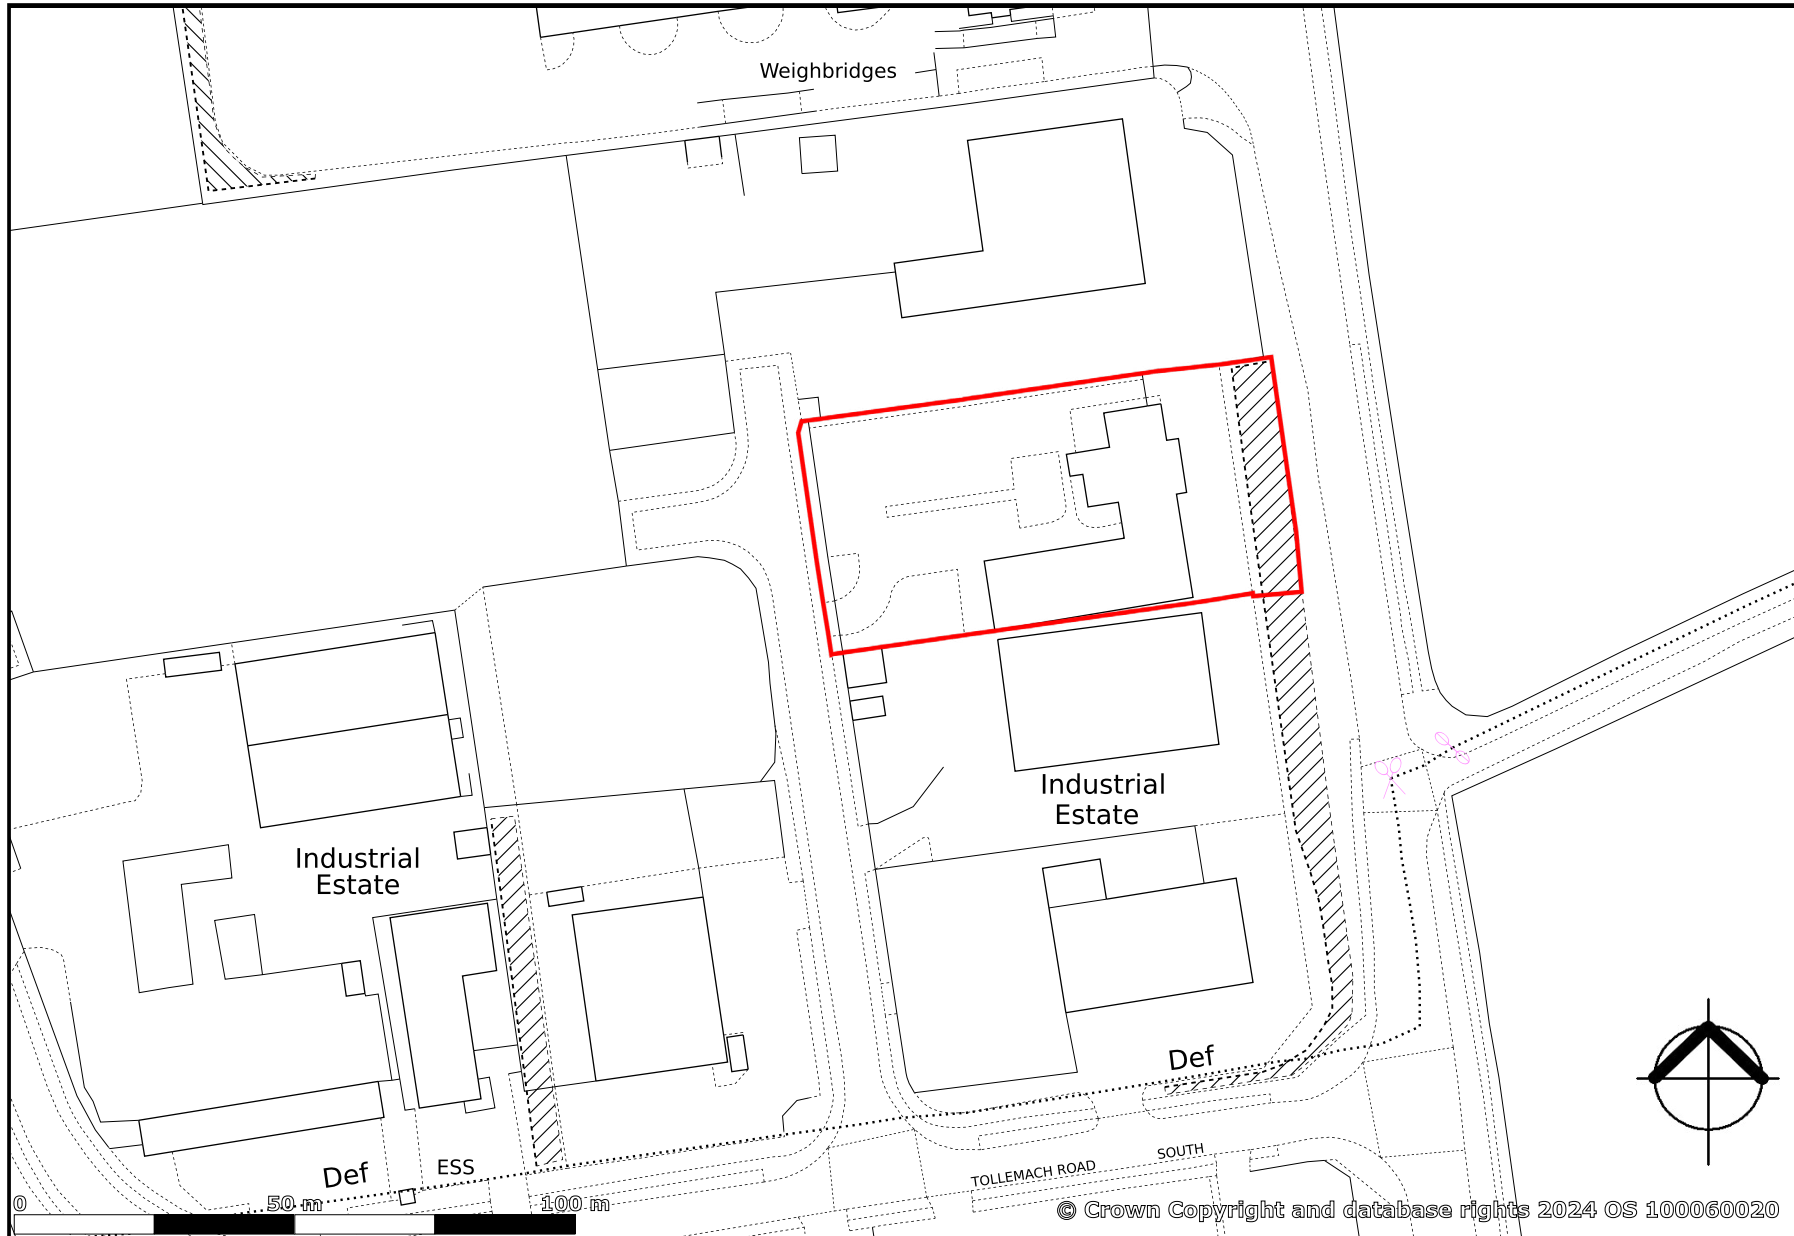 Weighbridges
Industrial
Estate
Industrial
Estate
Def
Def
ESS
TOLLEMACH ROAD SOUTH
0 50 m 100 m
© Crown Copyright and database rights 2024 OS 100060020